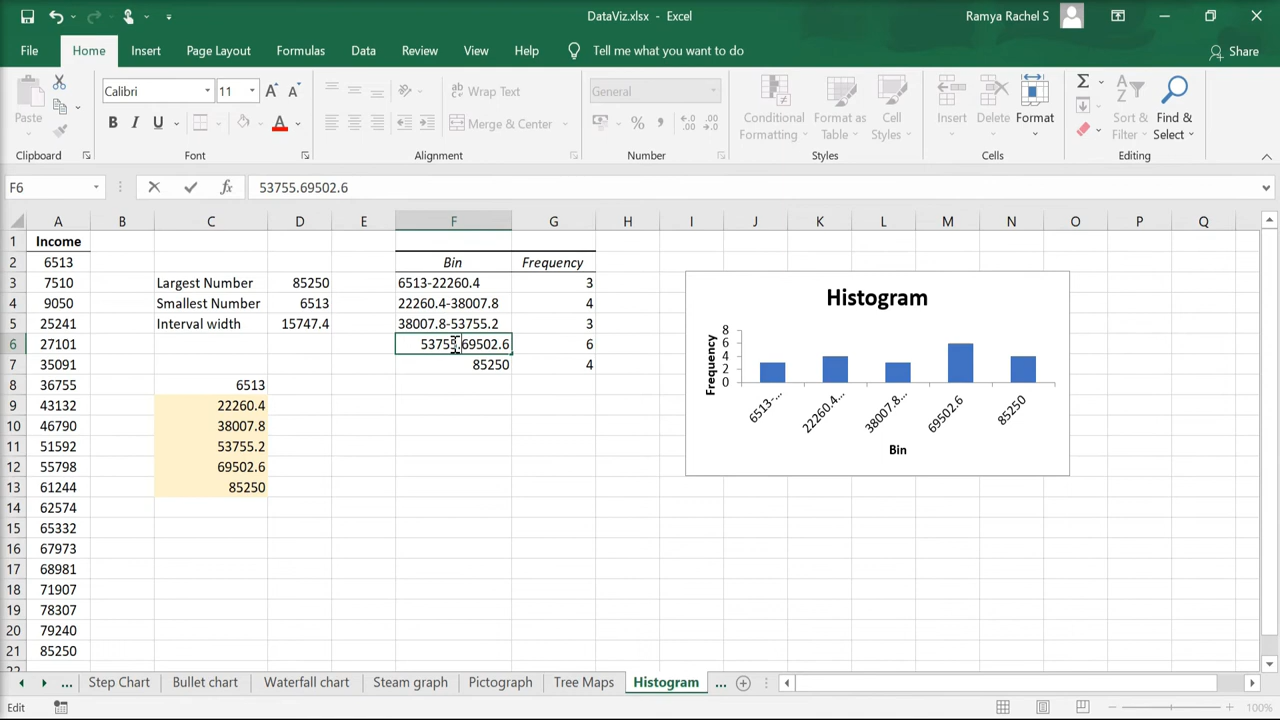 DataViz.xlsx - Excel
Ramya Rachel S
File Home Insert Page Layout Formulas Data Review View Help Tell me what you want to do Share
Calibri 11
General
Paste
B I U
Wrap Text
Merge & Center
Conditional Formatting
Format as Table
Cell Styles
Insert
Delete
Format
Sort & Filter
Find & Select
Clipboard Font Alignment Number Styles Cells Editing
F6 fx 53755.69502.6
A B C D E F G H I J K L M N O P Q
1 Income
2 6513 Bin Frequency
3 7510 Largest Number 85250 6513-22260.4 3
4 9050 Smallest Number 6513 22260.4-38007.8 4
5 25241 Interval width 15747.4 38007.8-53755.2 3
6 27101 53755.69502.6 6
7 35091 85250 4
8 36755 6513
9 43132 22260.4
10 46790 38007.8
11 51592 53755.2
12 55798 69502.6
13 61244 85250
14 62574
15 65332
16 67973
17 68981
18 71907
19 78307
20 79240
21 85250
22
Histogram
Frequency
8
6
4
2
0
6513-...
22260.4...
38007.8...
69502.6
85250
Bin
... Step Chart Bullet chart Waterfall chart Steam graph Pictograph Tree Maps Histogram ...
Edit
100%